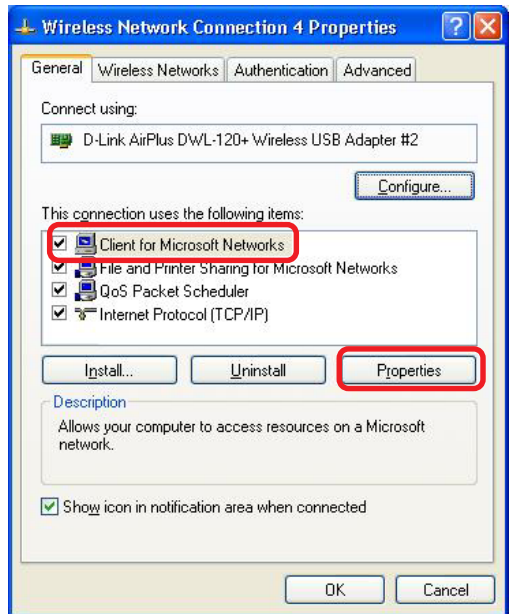 Wireless Network Connection 4 Properties
General Wireless Networks Authentication Advanced
Connect using:
D-Link AirPlus DWL-120+ Wireless USB Adapter #2
Configure...
This connection uses the following items:
Client for Microsoft Networks
File and Printer Sharing for Microsoft Networks
QoS Packet Scheduler
Internet Protocol (TCP/IP)
Install... Uninstall Properties
Description
Allows your computer to access resources on a Microsoft
network.
Show icon in notification area when connected
OK Cancel